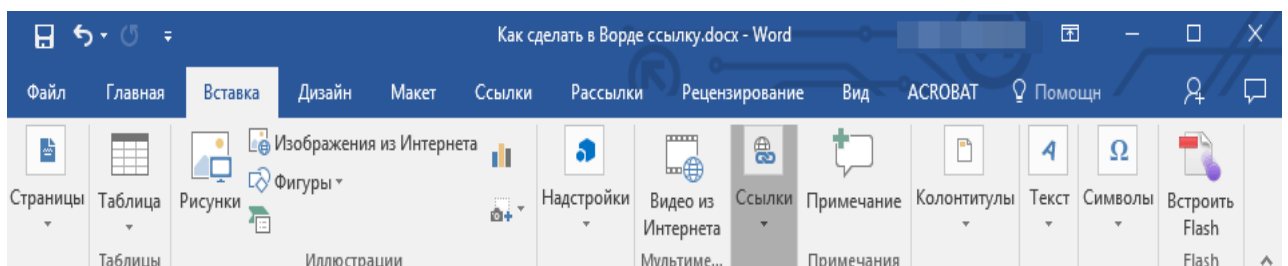 Как сделать в Ворде ссылку.docx - Word
Файл Главная Вставка Дизайн Макет Ссылки Рассылки Рецензирование Вид ACROBAT Помощн
Страницы
Таблица
Таблицы
Рисунки
Изображения из Интернета
Фигуры
Иллюстрации
Надстройки
Видео из
Интернета
Мультиме...
Ссылки
Примечание
Примечания
Колонтитулы
Текст
Символы
Встроить
Flash
Flash